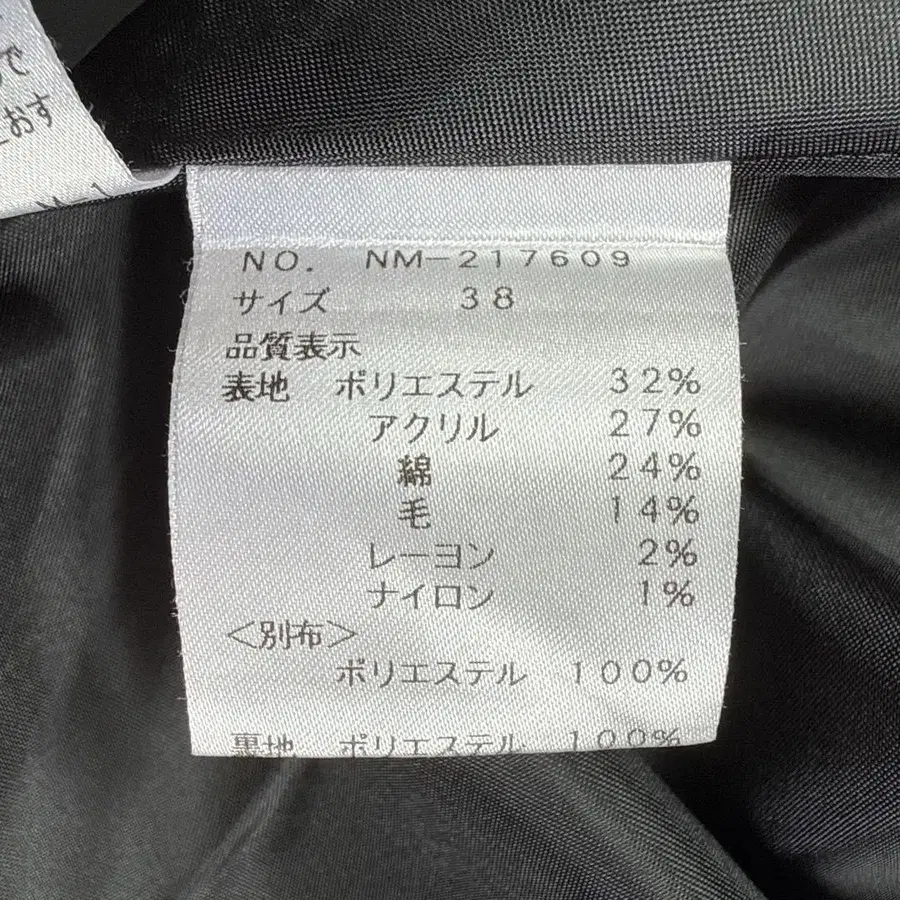 で
おす
NO. NM-217609
サイズ 38
品質表示
表地 ポリエステル 32%
アクリル 27%
綿 24%
毛 14%
レーヨン 2%
ナイロン 1%
<別布>
ポリエステル 100%
裏地 ポリエステル 100%